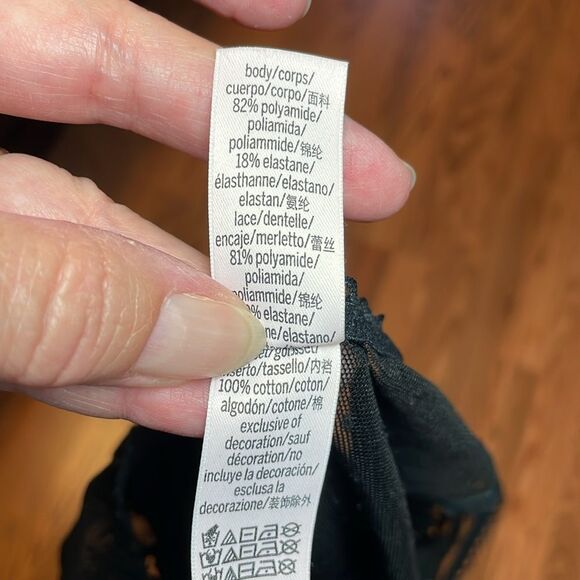 body/corps/
cuerpo/corpo/面料
82% polyamide/
poliamida/
poliammide/锦纶
18% elastane/
élasthanne/elastano/
elastan/氨纶
lace/dentelle/
encaje/merletto/蕾丝
81% polyamide/
poliamida/
poliammide/锦纶
elastane/
elastano/
tassello/内裆
100% cotton/coton/
algodón/cotone/棉
exclusive of
decoration/sauf
décoration/no
incluye la decoración/
esclusa la
decorazione/装饰除外